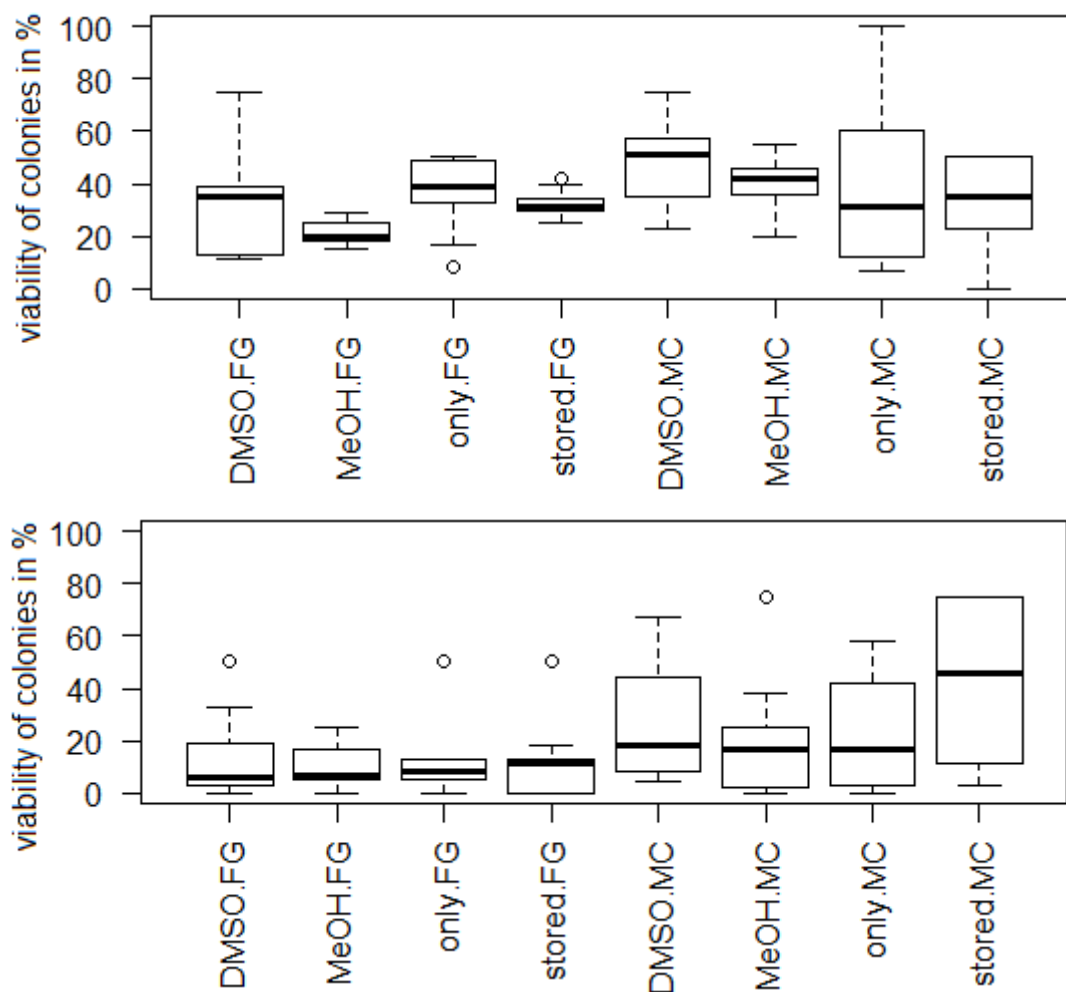 viability of colonies in %
100
80
60
40
20
0
DMSO.FG
MeOH.FG
only.FG
stored.FG
DMSO.MC
MeOH.MC
only.MC
stored.MC
viability of colonies in %
100
80
60
40
20
0
DMSO.FG
MeOH.FG
only.FG
stored.FG
DMSO.MC
MeOH.MC
only.MC
stored.MC